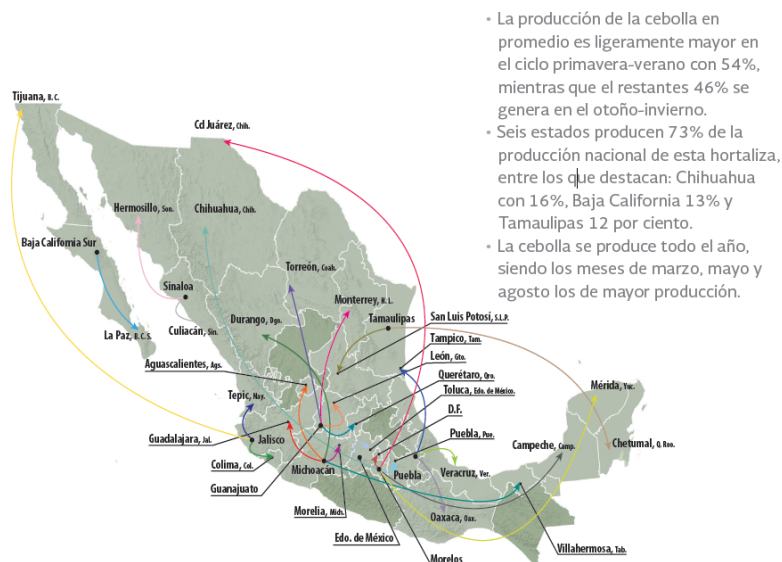 • La producción de la cebolla en
promedio es ligeramente mayor en
el ciclo primavera-verano con 54%,
mientras que el restantes 46% se
genera en el otoño-invierno.
• Seis estados producen 73% de la
producción nacional de esta hortaliza,
entre los que destacan: Chihuahua
con 16%, Baja California 13% y
Tamaulipas 12 por ciento.
• La cebolla se produce todo el año,
siendo los meses de marzo, mayo y
agosto los de mayor producción.
Tijuana, B.C.
Cd Juárez, Chih.
Hermosillo, Son.
Chihuahua, Chih.
Baja California Sur
Torreón, Coah.
Sinaloa
Monterrey, N.L.
La Paz, B.C.S.
Culiacán, Sin.
Durango, Dgo.
Tamaulipas
San Luis Potosí, S.L.P.
Tampico, Tam.
Aguascalientes, Ags.
León, Gto.
Querétaro, Qro.
Tepic, Nay.
Toluca, Edo. de México.
Mérida, Yuc.
D.F.
Guadalajara, Jal.
Jalisco
Puebla, Pue.
Campeche, Camp.
Chetumal, Q. Roo.
Colima, Col.
Michoacán
Puebla
Veracruz, Ver.
Guanajuato
Morelia, Mich.
Oaxaca, Oax.
Edo. de México
Villahermosa, Tab.
Morelos